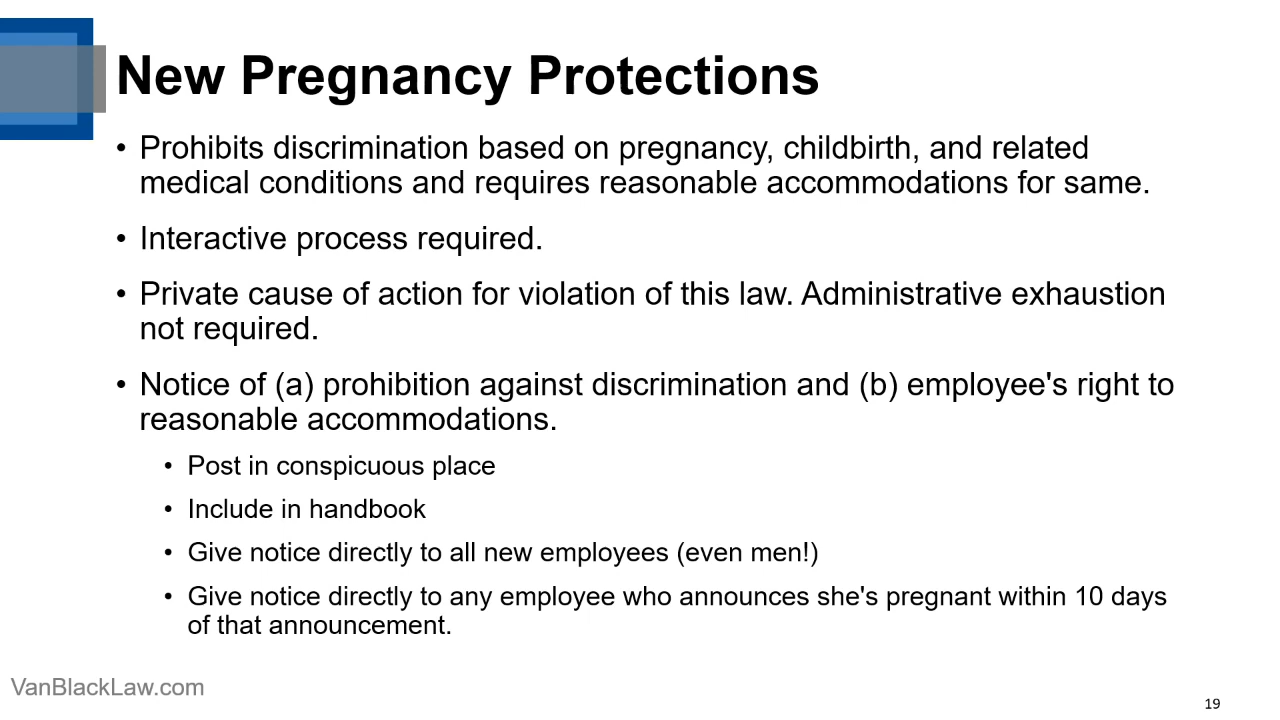 New Pregnancy Protections
• Prohibits discrimination based on pregnancy, childbirth, and related
medical conditions and requires reasonable accommodations for same.
• Interactive process required.
• Private cause of action for violation of this law. Administrative exhaustion
not required.
• Notice of (a) prohibition against discrimination and (b) employee's right to
reasonable accommodations.
• Post in conspicuous place
• Include in handbook
• Give notice directly to all new employees (even men!)
• Give notice directly to any employee who announces she's pregnant within 10 days
of that announcement.
VanBlackLaw.com
19